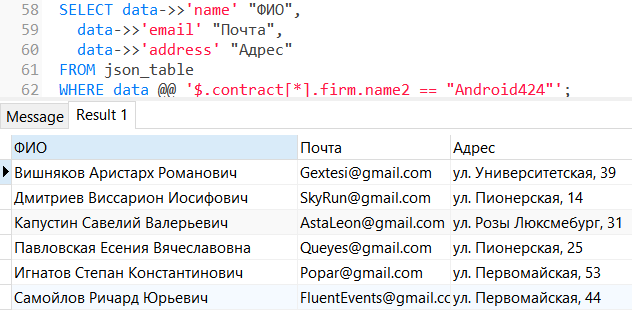 58 SELECT data->>'name' "ФИО",
59 data->>'email' "Почта",
60 data->>'address' "Адрес"
61 FROM json_table
62 WHERE data @@ '$.contract[*].firm.name2 == "Android424"';
Message Result 1
ФИО Почта Адрес
Вишняков Аристарх Романович Gextesi@gmail.com ул. Университетская, 39
Дмитриев Виссарион Иосифович SkyRun@gmail.com ул. Пионерская, 14
Капустин Савелий Валерьевич AstaLeon@gmail.com ул. Розы Люксмебург, 31
Павловская Есения Вячеславовна Queyes@gmail.com ул. Пионерская, 25
Игнатов Степан Константинович Popar@gmail.com ул. Первомайская, 53
Самойлов Ричард Юрьевич FluentEvents@gmail.cc ул. Первомайская, 44